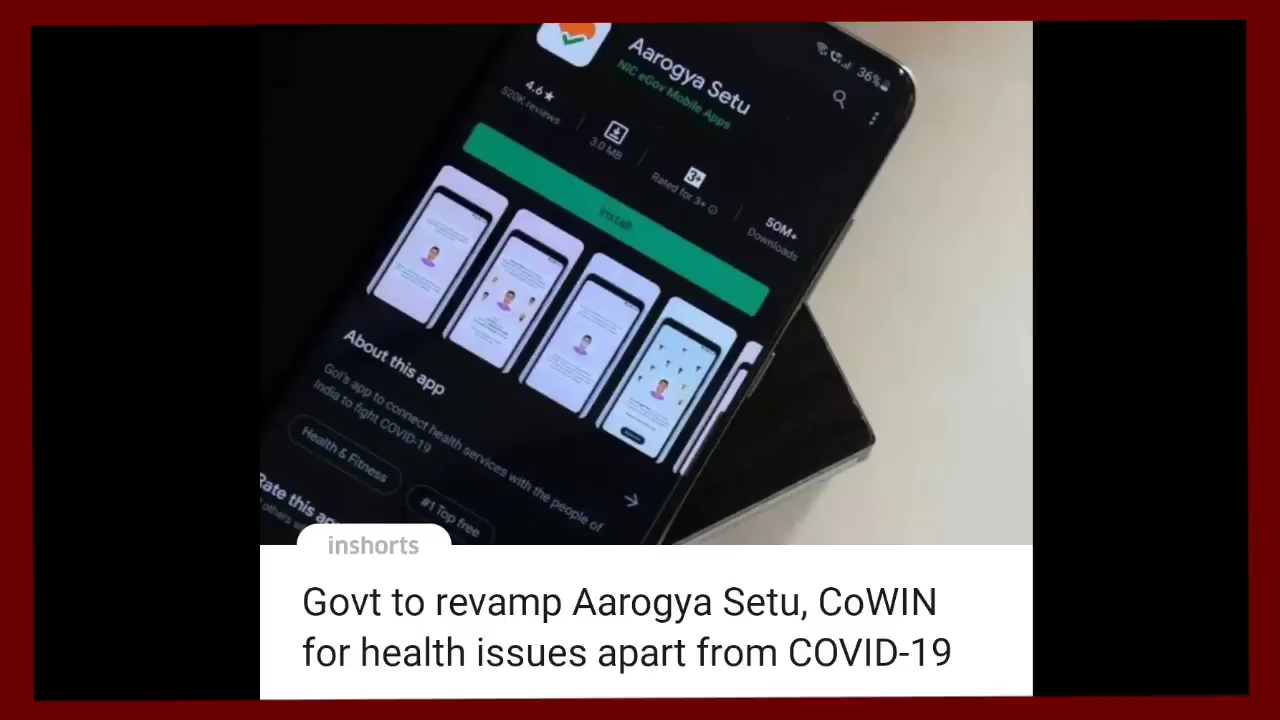 Aarogya Setu
NIC eGov Mobile Apps
36%
4.6★
520K reviews
3.0 MB
3+
Rated for 3+
50M+
Downloads
Install
About this app
GoI's app to connect health services with the people of
India to fight COVID-19
Health & Fitness
#1 Top free
Rate this app
inshorts
Govt to revamp Aarogya Setu, CoWIN
for health issues apart from COVID-19